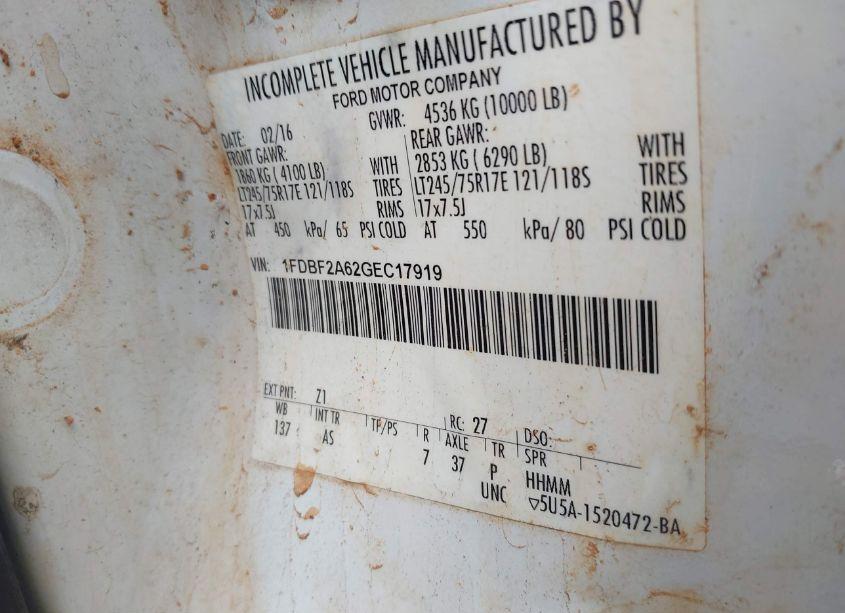 INCOMPLETE VEHICLE MANUFACTURED BY
FORD MOTOR COMPANY
DATE: 02/16 GVWR: 4536 KG (10000 LB)
FRONT GAWR: REAR GAWR:
1860 KG ( 4100 LB) WITH 2853 KG ( 6290 LB) WITH
LT245/75R17E 121/118S TIRES LT245/75R17E 121/118S TIRES
17x7.5J RIMS 17x7.5J RIMS
AT 450 kPa/ 65 PSI COLD AT 550 kPa/ 80 PSI COLD
VIN: 1FDBF2A62GEC17919
EXT PNT: Z1 RC: 27 DSO:
WB INT TR TP/PS R AXLE TR SPR
137 AS 7 37 P HHMM
UNC ▽5U5A-1520472-BA